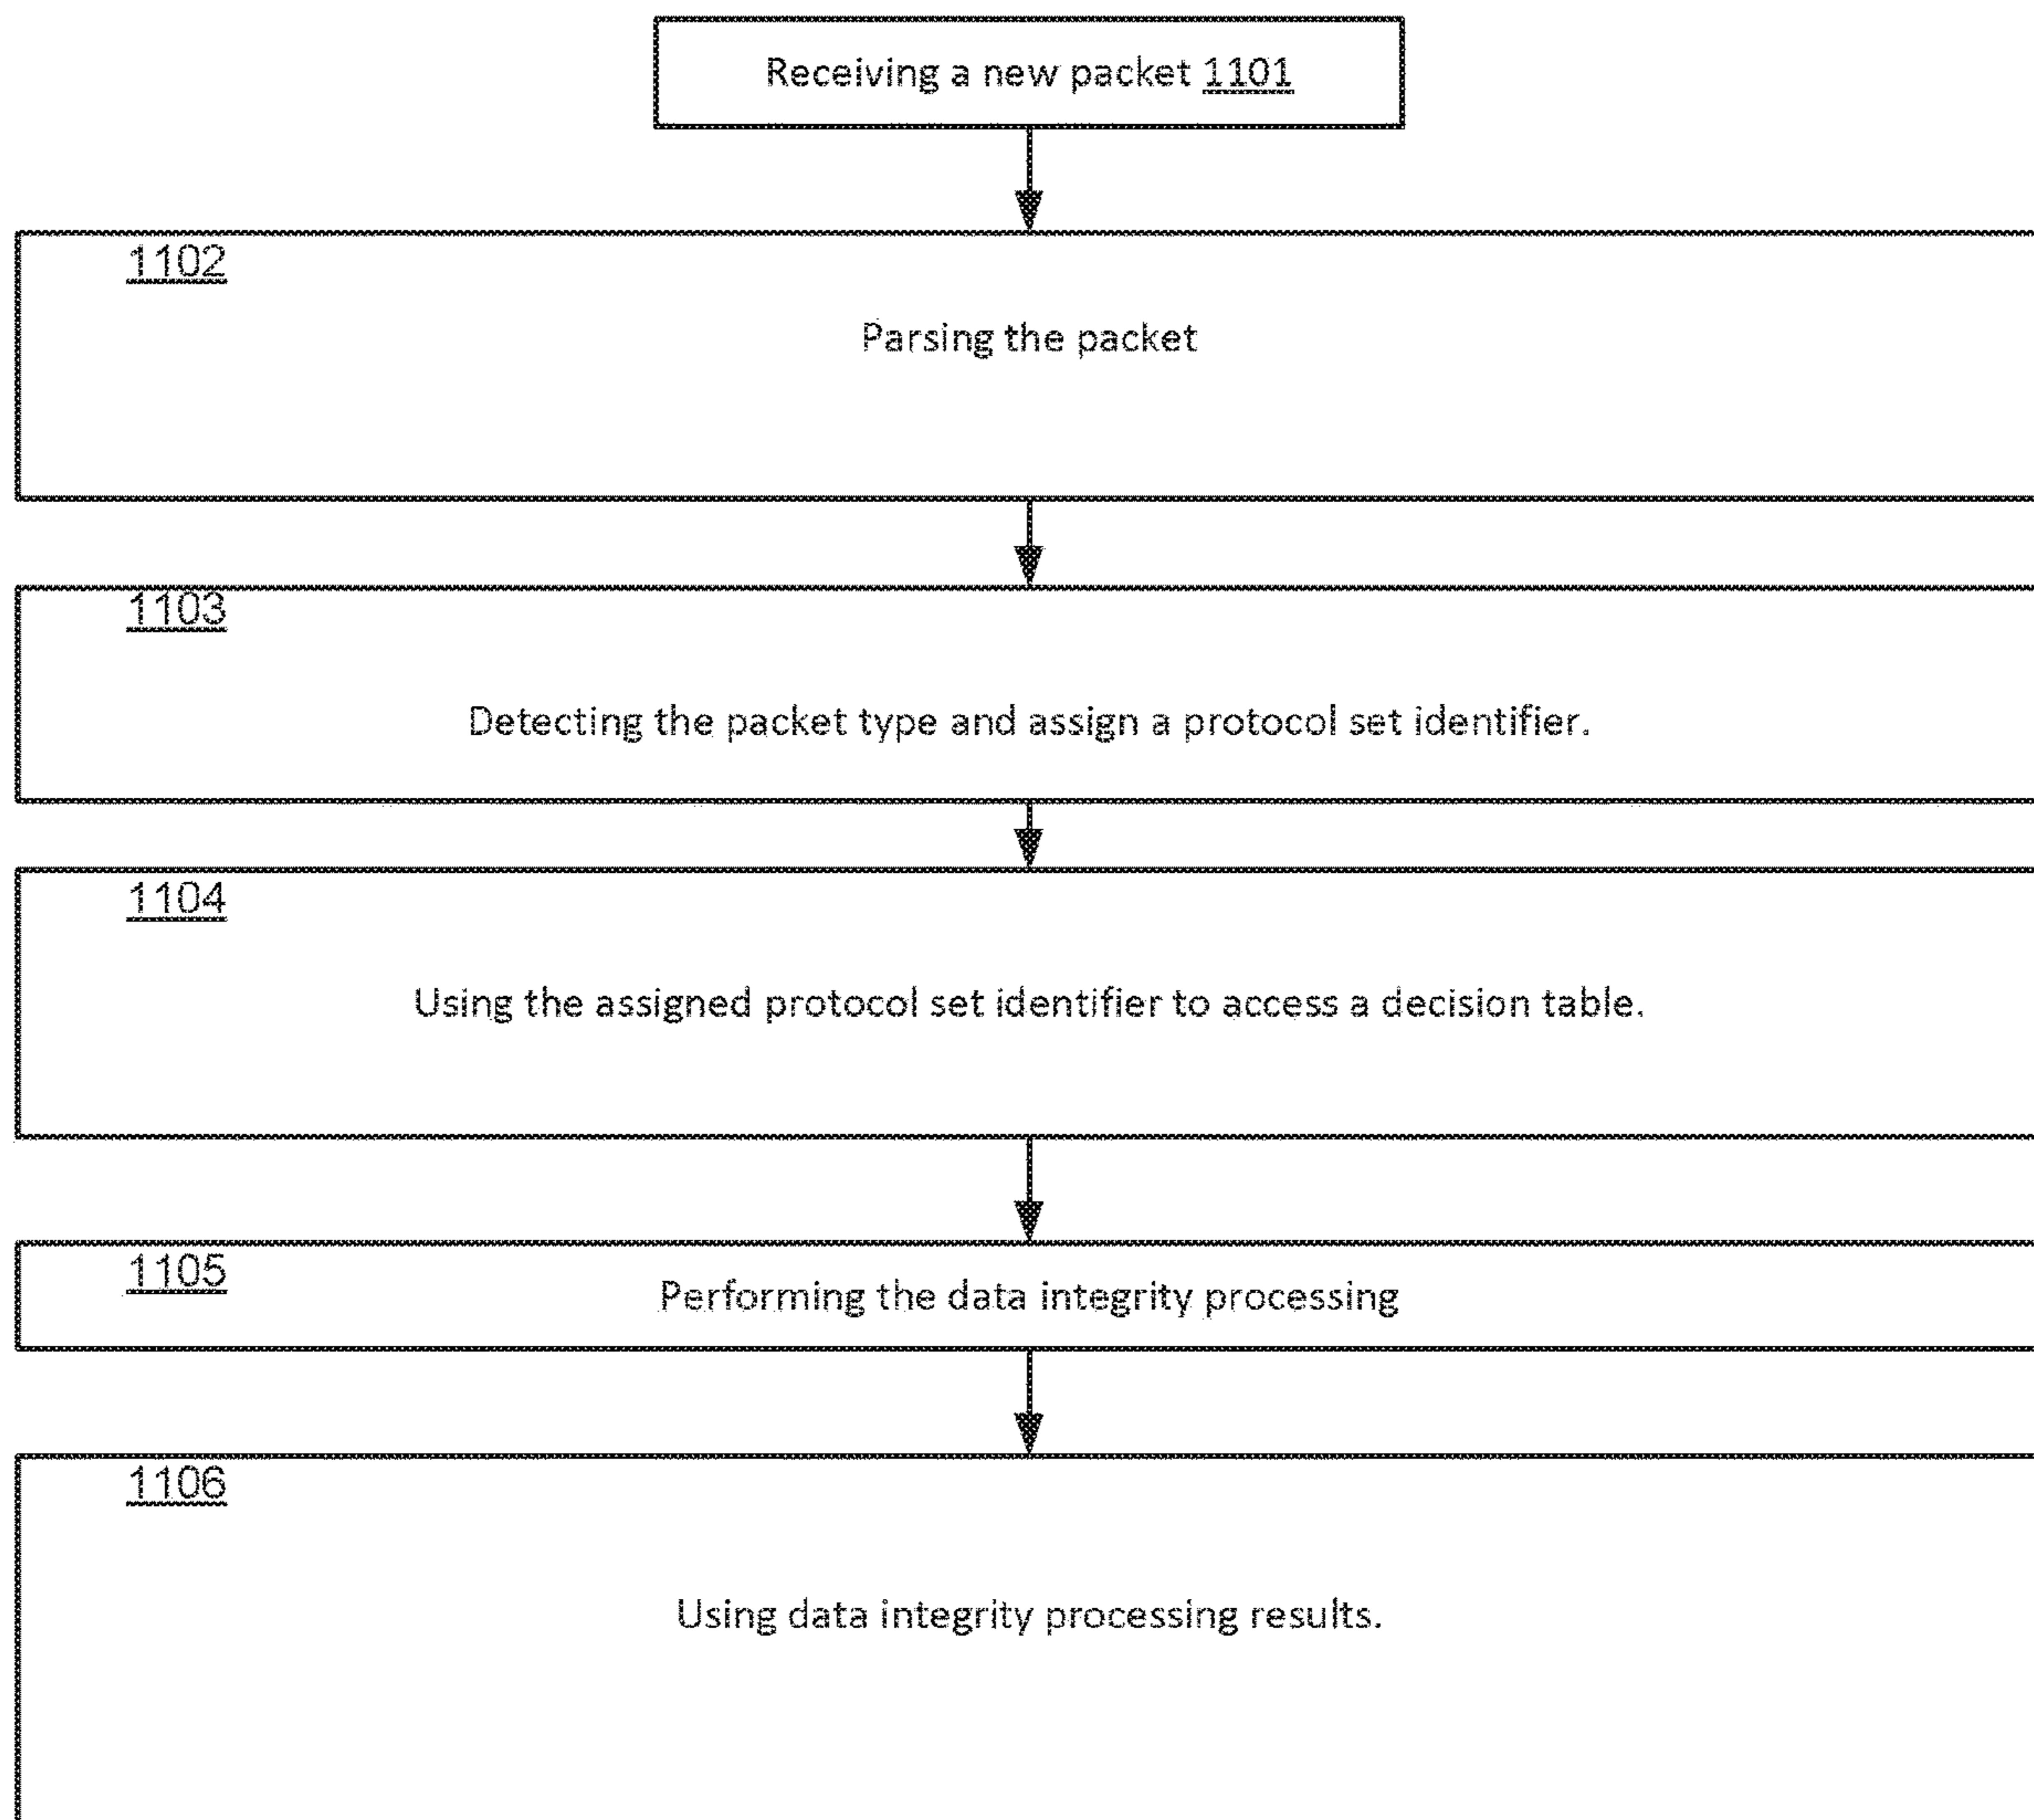 Receiving a new packet 1101
1102
Parsing the packet
1103
Detecting the packet type and assign a protocol set identifier.
1104
Using the assigned protocol set identifier to access a decision table.
1105
Performing the data integrity processing
1106
Using data integrity processing results.